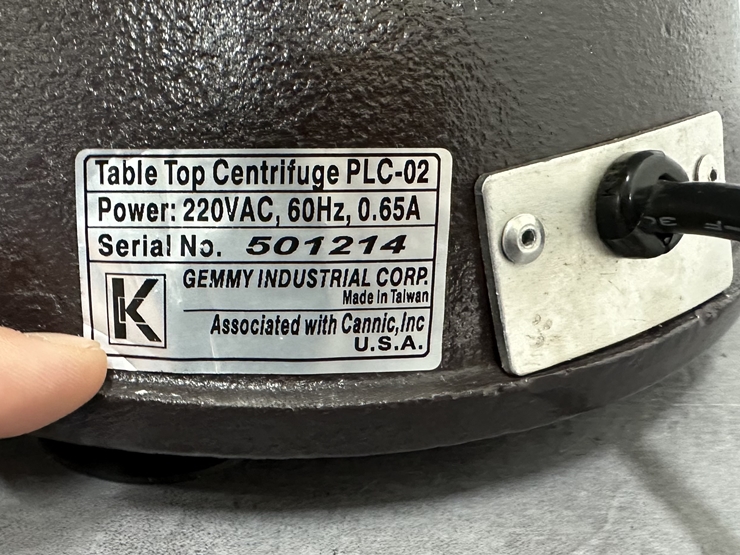 Table Top Centrifuge PLC-02
Power: 220VAC, 60Hz, 0.65A
Serial No. 501214
GEMMY INDUSTRIAL CORP.
Made in Taiwan
Associated with Cannic,Inc
U.S.A.